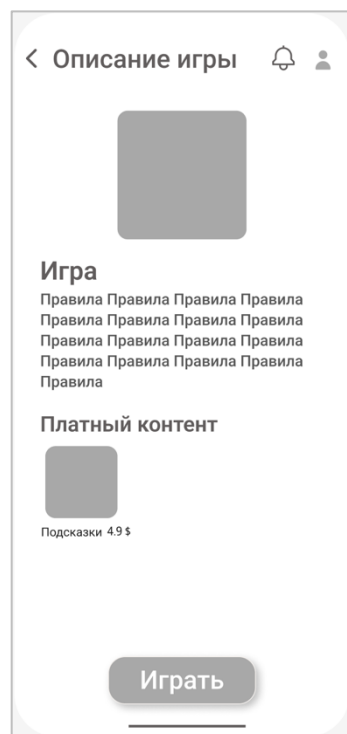 Описание игры
Игра
Правила Правила Правила Правила
Правила Правила Правила Правила
Правила Правила Правила Правила
Правила Правила Правила Правила
Правила
Платный контент
Подсказки 4.9 $
Играть